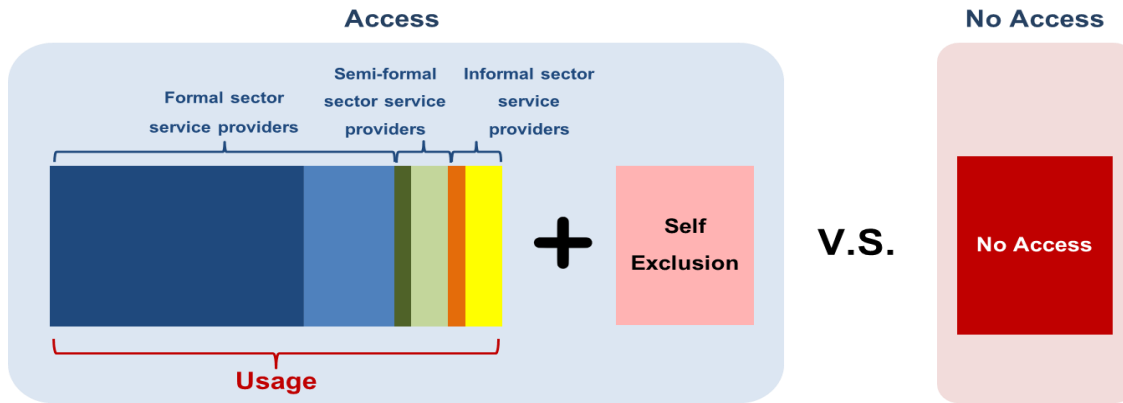 Access
No Access
Formal sector
service providers
Semi-formal
sector service
providers
Informal sector
service
providers
Self
Exclusion
V.S.
No Access
Usage